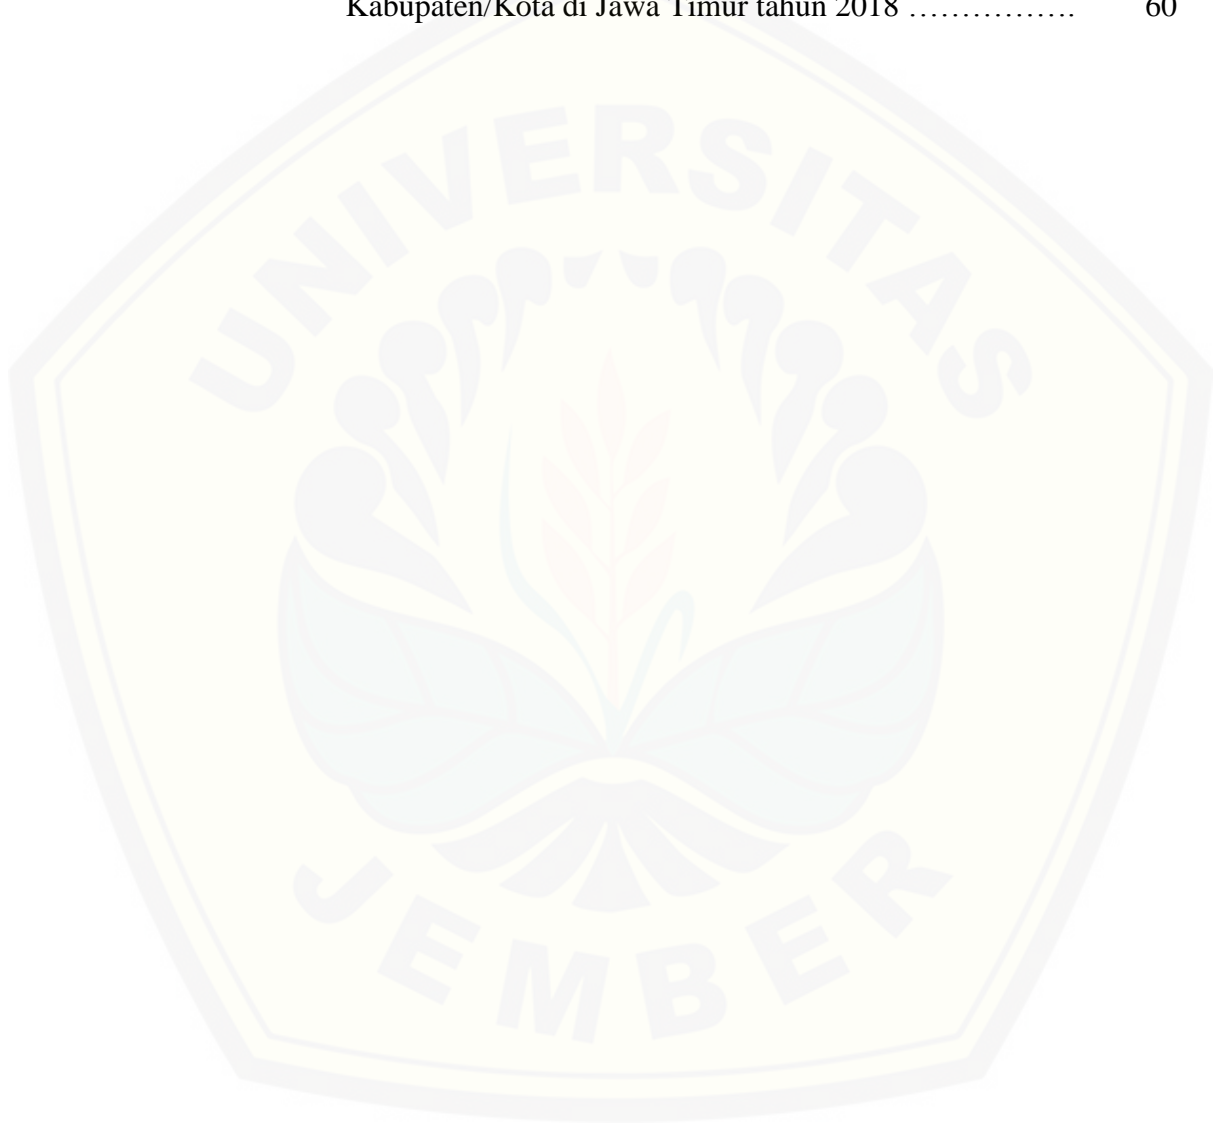 Kabupaten/Kota di Jawa Timur tahun 2018 ……………. 60
UNIVERSITAS
JEMBER